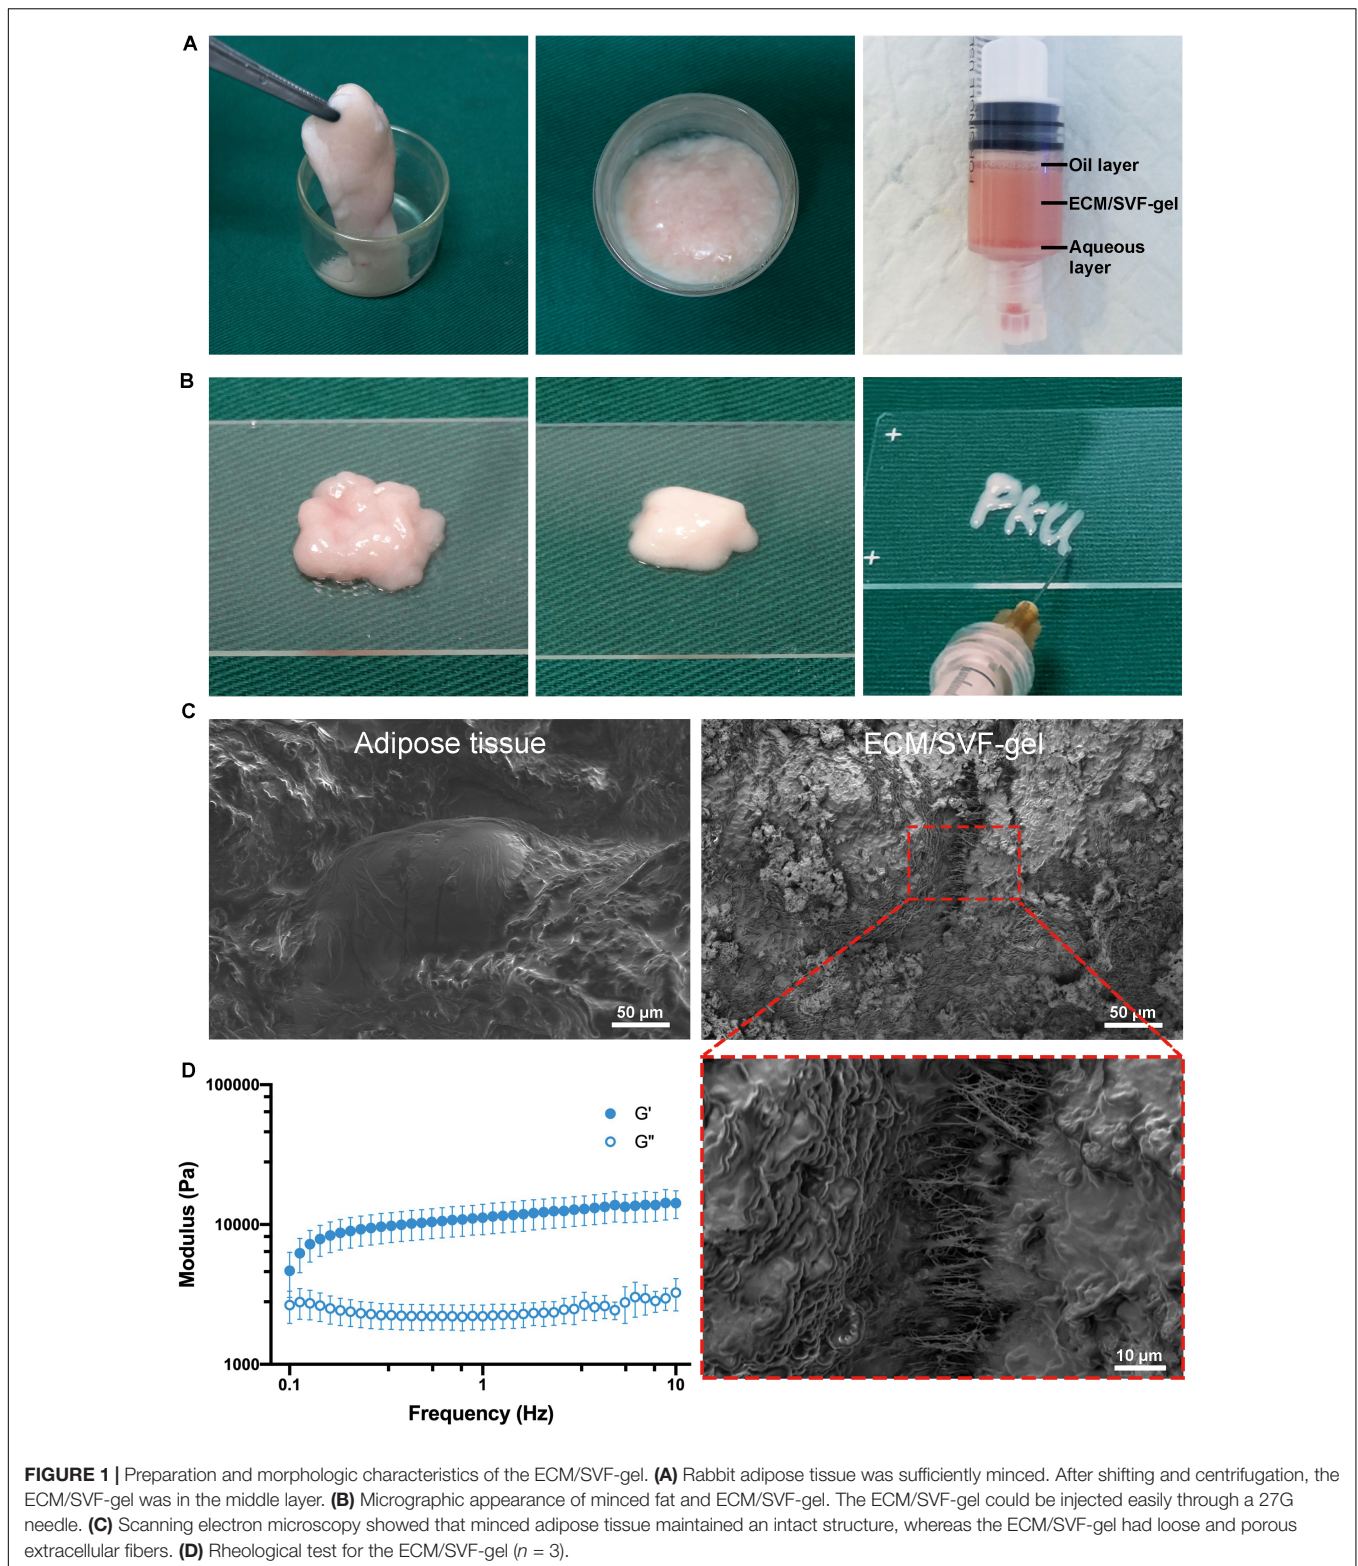 A
Oil layer
ECM/SVF-gel
Aqueous
layer
B
PKU
C
Adipose tissue
ECM/SVF-gel
50 µm
50 µm
D
100000
10000
1000
Modulus (Pa)
G'
G"
0.1
1
10
Frequency (Hz)
10 µm
FIGURE 1 | Preparation and morphologic characteristics of the ECM/SVF-gel. (A) Rabbit adipose tissue was sufficiently minced. After shifting and centrifugation, the
ECM/SVF-gel was in the middle layer. (B) Micrographic appearance of minced fat and ECM/SVF-gel. The ECM/SVF-gel could be injected easily through a 27G
needle. (C) Scanning electron microscopy showed that minced adipose tissue maintained an intact structure, whereas the ECM/SVF-gel had loose and porous
extracellular fibers. (D) Rheological test for the ECM/SVF-gel (n = 3).